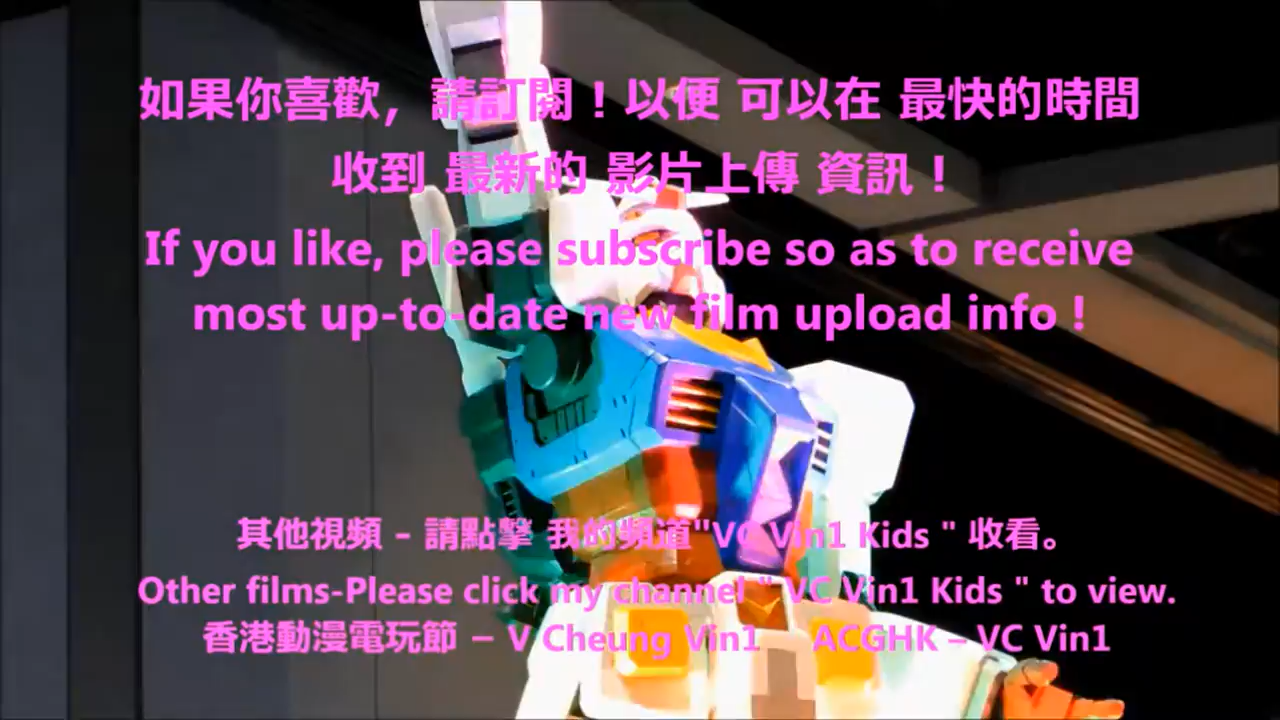 如果你喜歡，請訂閱！以便 可以在 最快的時間
收到 最新的 影片上傳 資訊！
If you like, please subscribe so as to receive
most up-to-date new film upload info !
其他視頻 – 請點擊 我的頻道"VC Vin1 Kids " 收看。
Other films-Please click my channel " VC Vin1 Kids " to view.
香港動漫電玩節 – V Cheung Vin1 ACGHK – VC Vin1